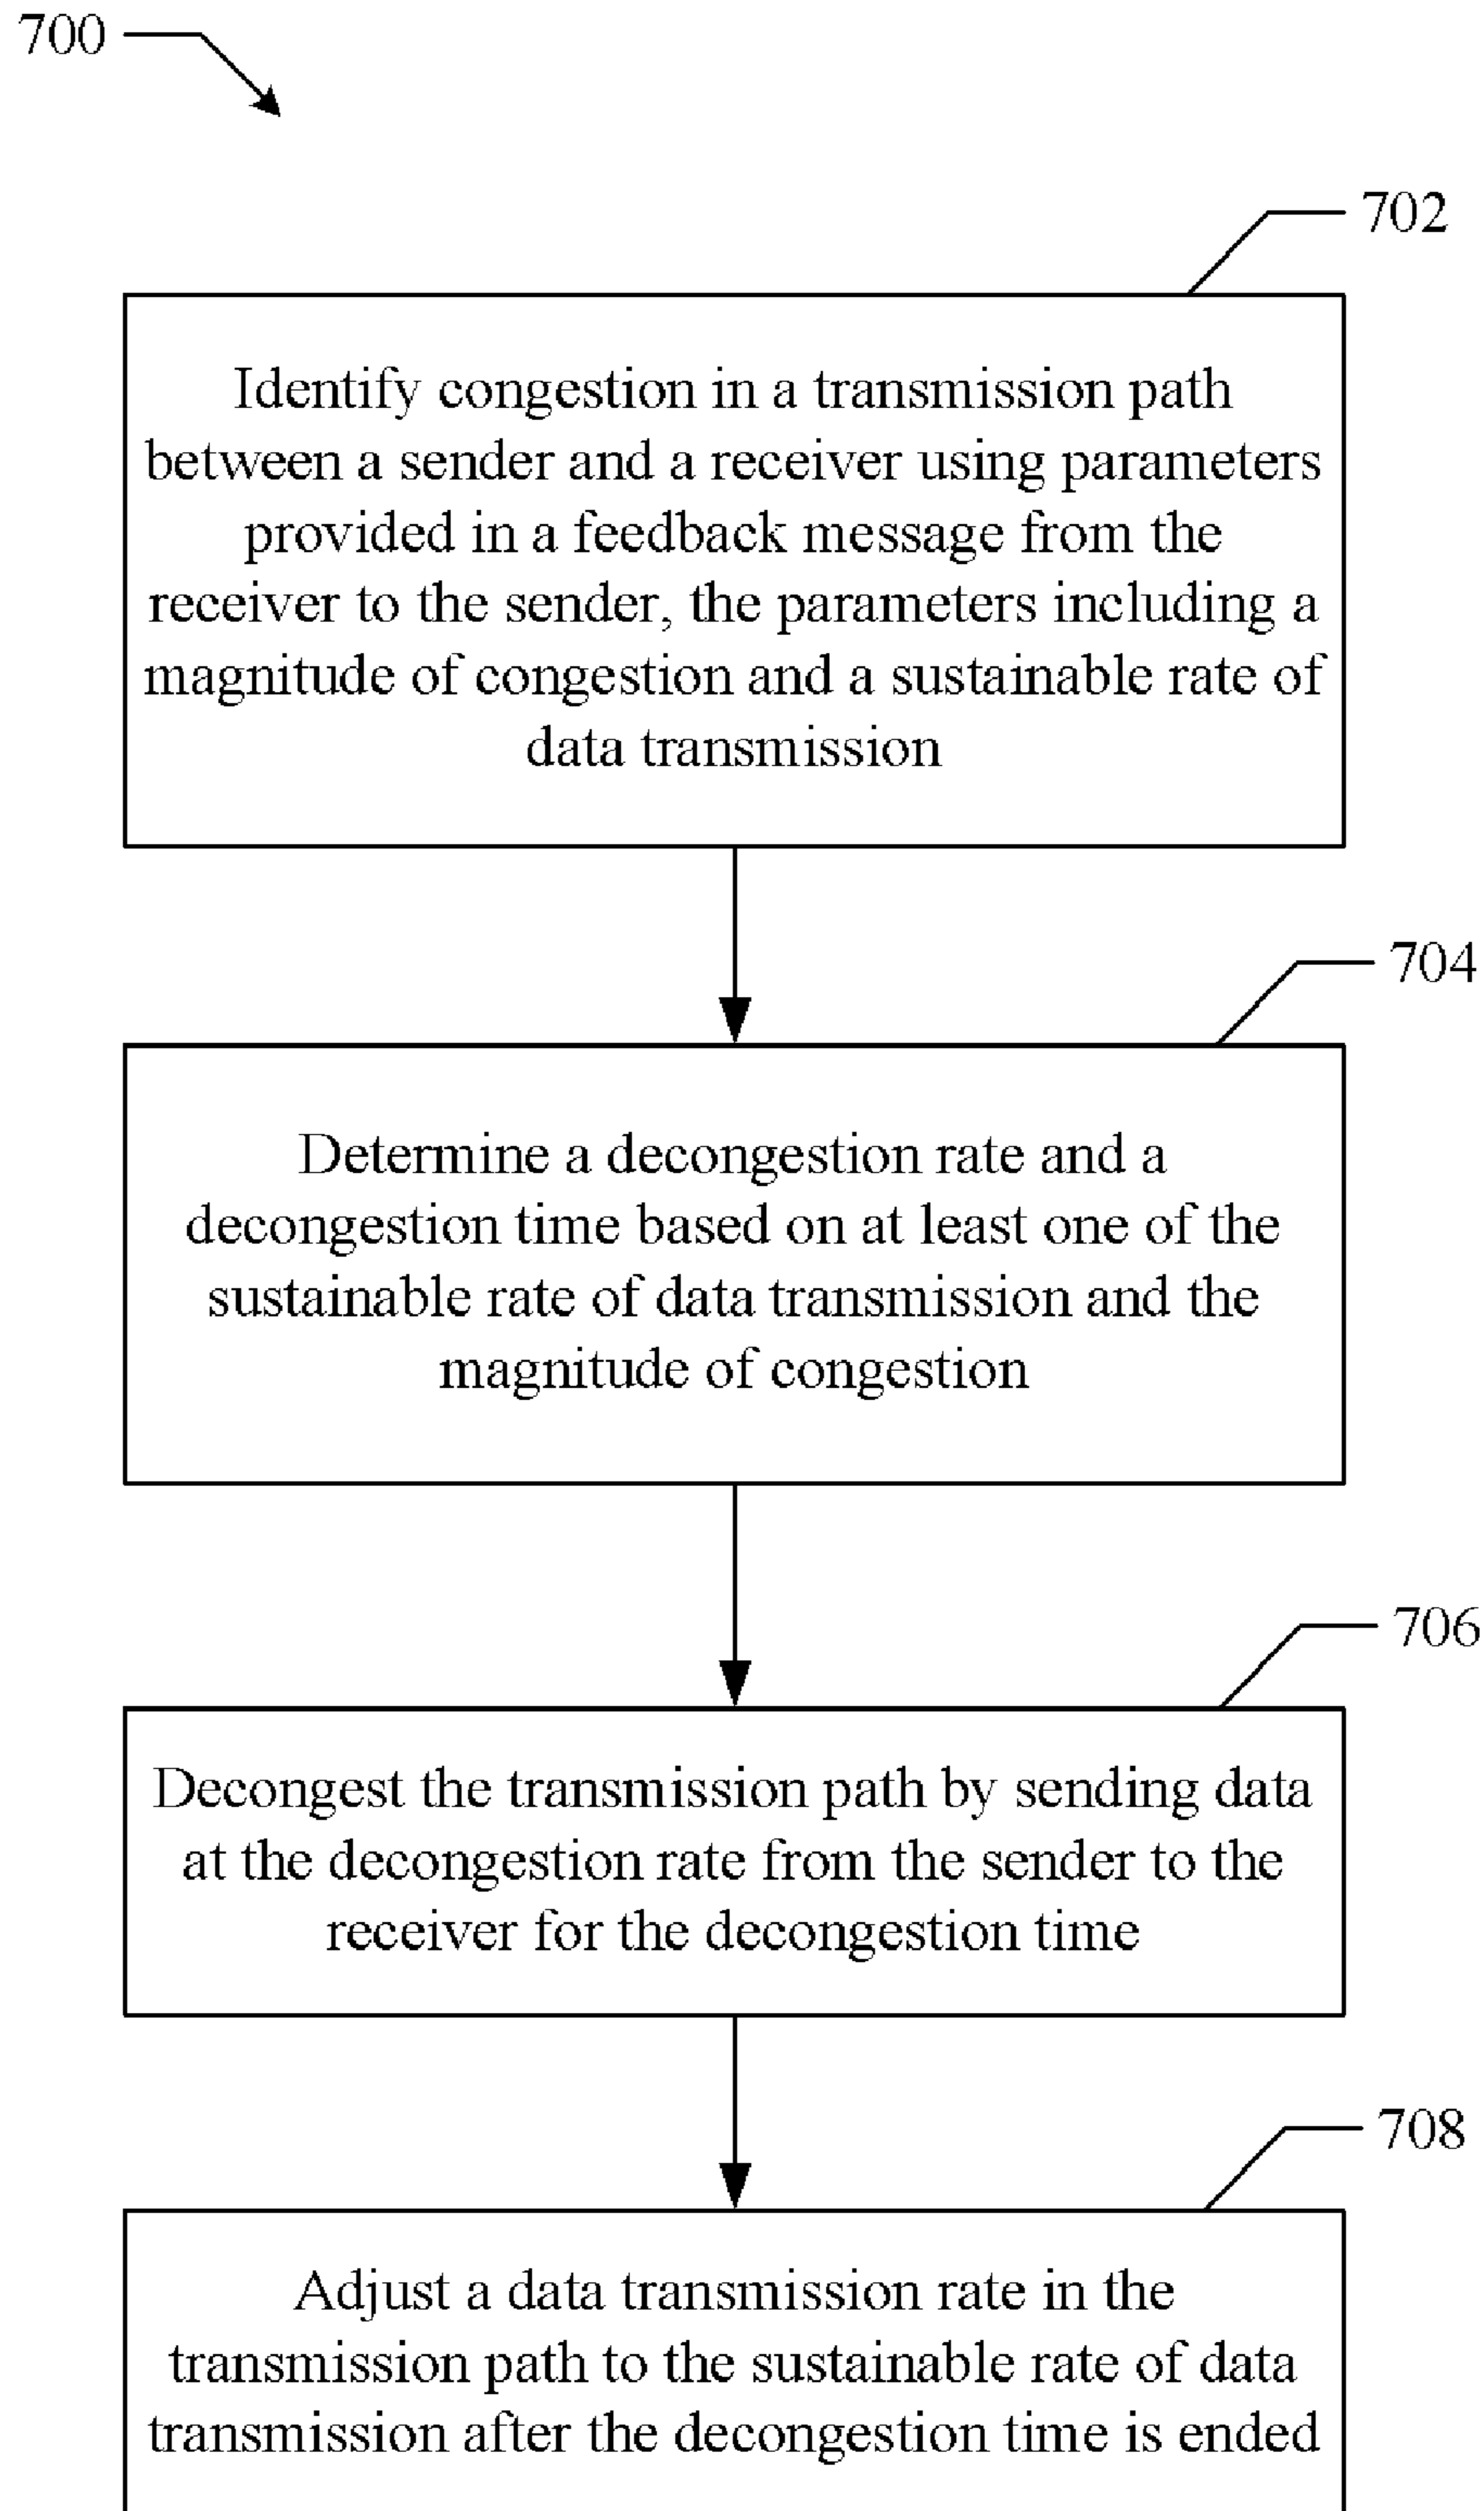 700
702
Identify congestion in a transmission path
between a sender and a receiver using parameters
provided in a feedback message from the
receiver to the sender, the parameters including a
magnitude of congestion and a sustainable rate of
data transmission
704
Determine a decongestion rate and a
decongestion time based on at least one of the
sustainable rate of data transmission and the
magnitude of congestion
706
Decongest the transmission path by sending data
at the decongestion rate from the sender to the
receiver for the decongestion time
708
Adjust a data transmission rate in the
transmission path to the sustainable rate of data
transmission after the decongestion time is ended